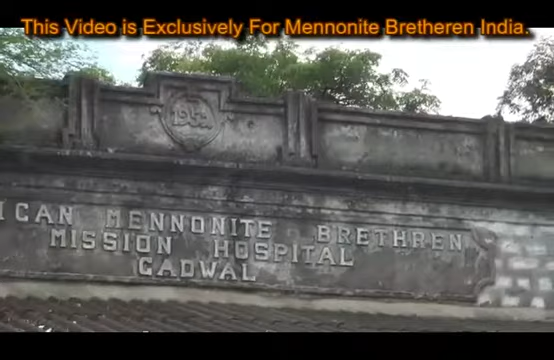 This Video is Exclusively For Mennonite Bretheren India.
ICAN MENNONITE BRETHREN
MISSION HOSPITAL
GADWAL